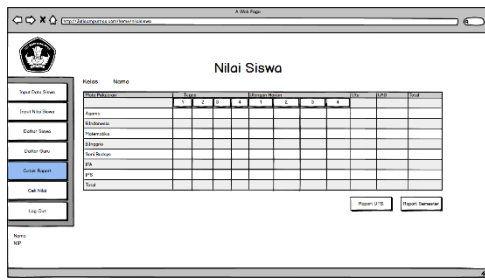 A Web Page
Nilai Siswa
Kelas Nama
Input Data Siswa
Input Nilai Siswa
Daftar Siswa
Daftar Guru
Cetak Raport
Cek Nilai
Log Out
Nama
NIP
Mata Pelajaran Tugas Ulangan Harian Uts UAS Total
1 2 3 4 1 2 3 4
Agama
B.Indonesia
Matematika
B.Inggris
Seni Budaya
IPA
IPS
Total
Report UTS Report Semester